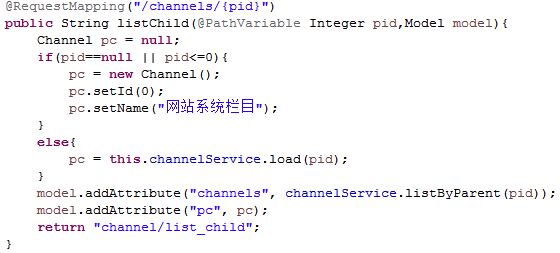 @RequestMapping("/channels/{pid}")
public String listChild(@PathVariable Integer pid,Model model){
    Channel pc = null;
    if(pid==null || pid<=0){
        pc = new Channel();
        pc.setId(0);
        pc.setName("网站系统栏目");
    }
    else{
        pc = this.channelService.load(pid);
    }
    model.addAttribute("channels", channelService.listByParent(pid));
    model.addAttribute("pc", pc);
    return "channel/list_child";
}